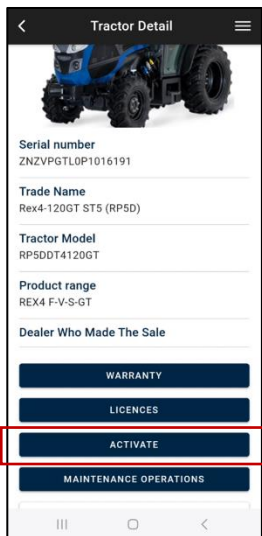 Tractor Detail
Serial number
ZNZVPGTL0P1016191
Trade Name
Rex4-120GT ST5 (RP5D)
Tractor Model
RP5DDT4120GT
Product range
REX4 F-V-S-GT
Dealer Who Made The Sale
WARRANTY
LICENCES
ACTIVATE
MAINTENANCE OPERATIONS